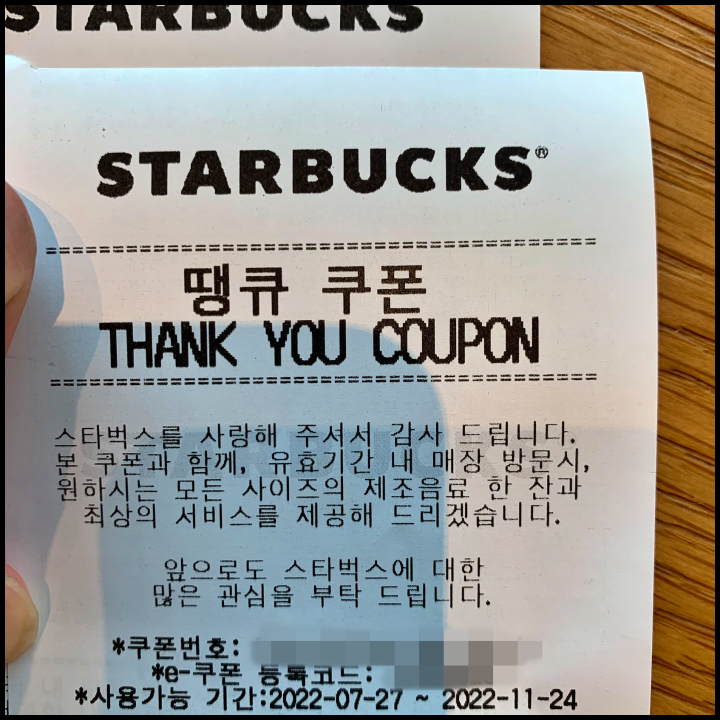 STARBUCKS
STARBUCKS®
땡큐 쿠폰
THANK YOU COUPON
스타벅스를 사랑해 주셔서 감사 드립니다.
본 쿠폰과 함께, 유효기간 내 매장 방문시,
원하시는 모든 사이즈의 제조음료 한 잔과
최상의 서비스를 제공해 드리겠습니다.
앞으로도 스타벅스에 대한
많은 관심을 부탁 드립니다.
*쿠폰번호:
*e-쿠폰 등록코드:
*사용가능 기간:2022-07-27 ~ 2022-11-24